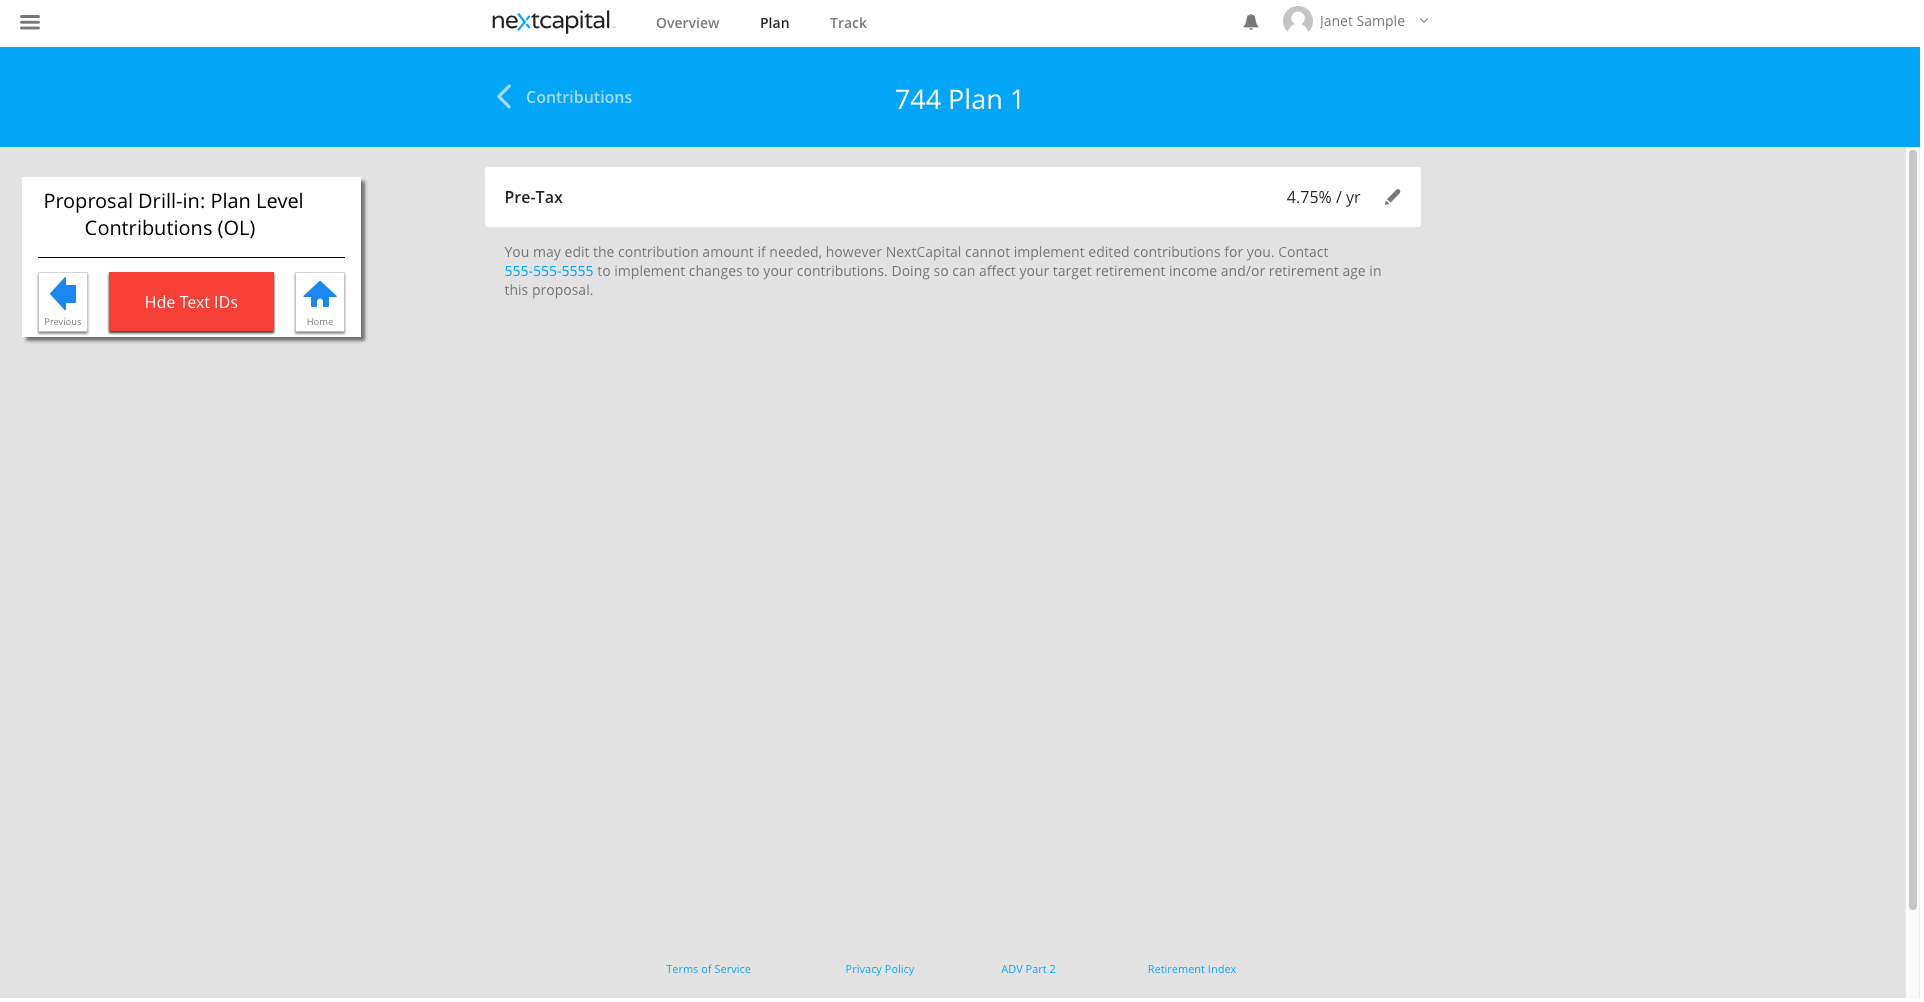 nextcapital
Overview
Plan
Track
Janet Sample
Contributions
744 Plan 1
Proprosal Drill-in: Plan Level
Contributions (OL)
Previous
Hde Text IDs
Home
Pre-Tax
4.75% / yr
You may edit the contribution amount if needed, however NextCapital cannot implement edited contributions for you. Contact
555-555-5555 to implement changes to your contributions. Doing so can affect your target retirement income and/or retirement age in
this proposal.
Terms of Service
Privacy Policy
ADV Part 2
Retirement Index